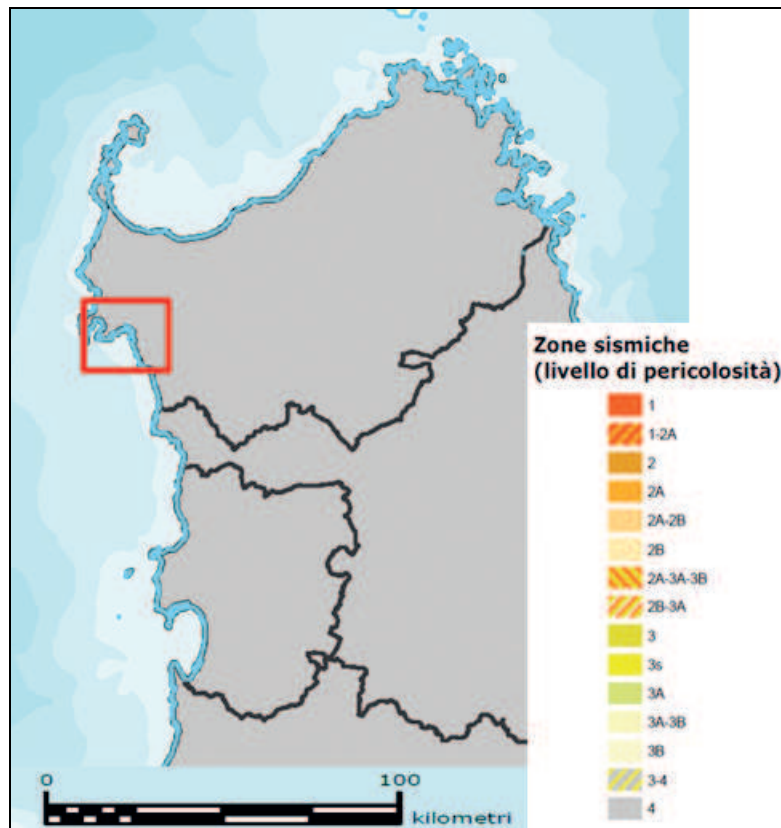 Zone sismiche
(livello di pericolosità)
1
1-2A
2
2A
2A-2B
2B
2A-3A-3B
2B-3A
3
3s
3A
3A-3B
3B
3-4
4
0 100
kilometri